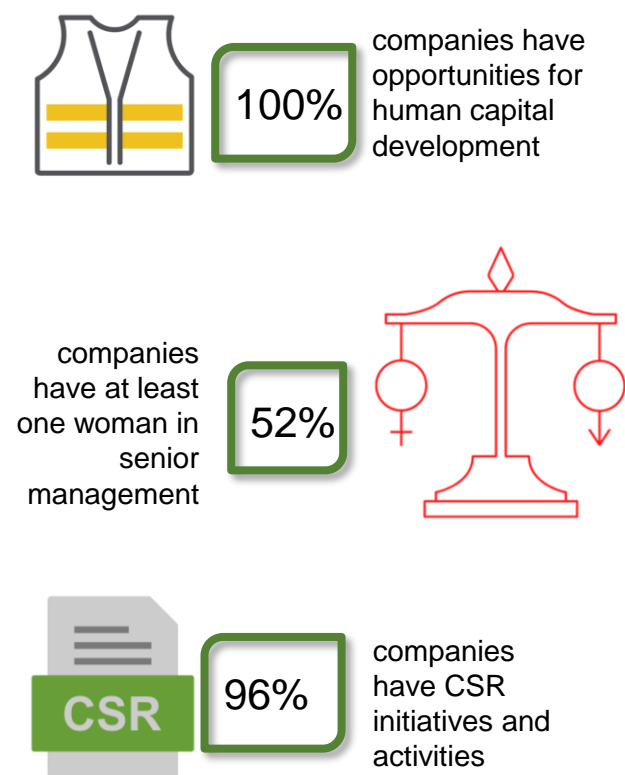 100%
companies have
opportunities for
human capital
development
companies
have at least
one woman in
senior
management
52%
CSR
96%
companies
have CSR
initiatives and
activities